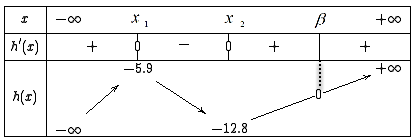 x −∞ x₁ x₂ β +∞
h'(x) + 0 − 0 + +
−5.9 +∞
h(x) 0
−∞ −12.8